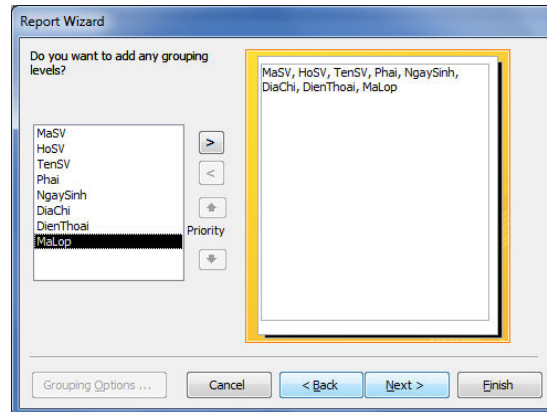 Report Wizard
Do you want to add any grouping
levels?
MaSV
HoSV
TenSV
Phai
NgaySinh
DiaChi
DienThoai
MaLop
>
<
Priority
MaSV, HoSV, TenSV, Phai, NgaySinh,
DiaChi, DienThoai, MaLop
Grouping Options ...
Cancel
< Back
Next >
Finish